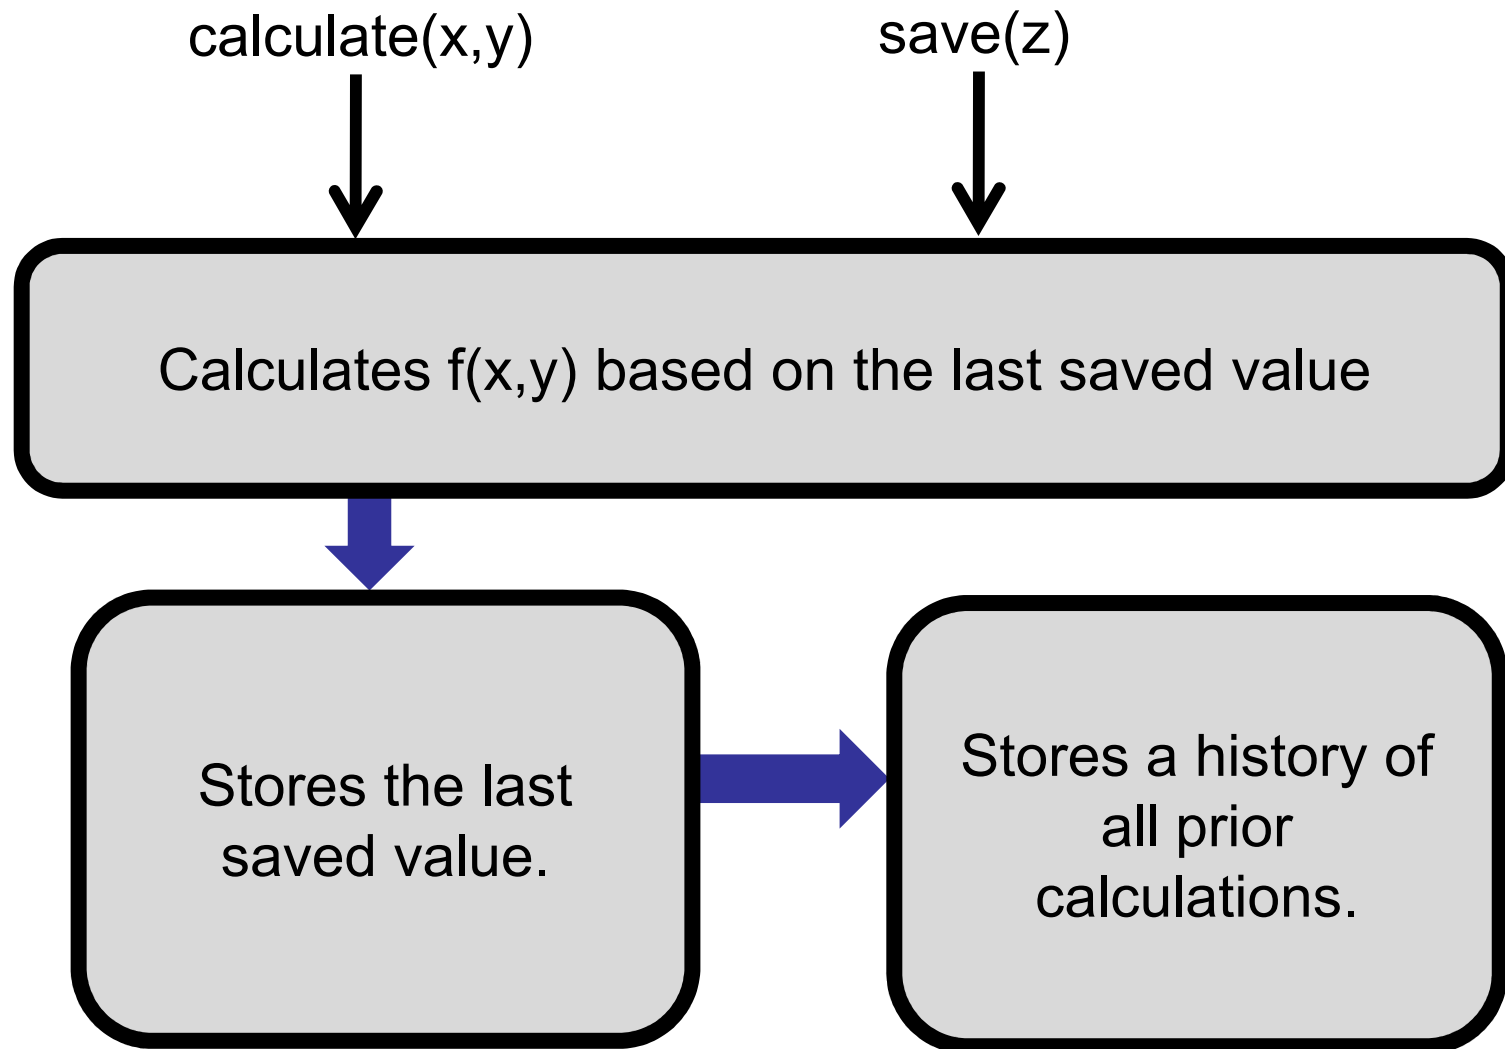 calculate(x,y)
save(z)
Calculates f(x,y) based on the last saved value
Stores the last
saved value.
Stores a history of
all prior
calculations.